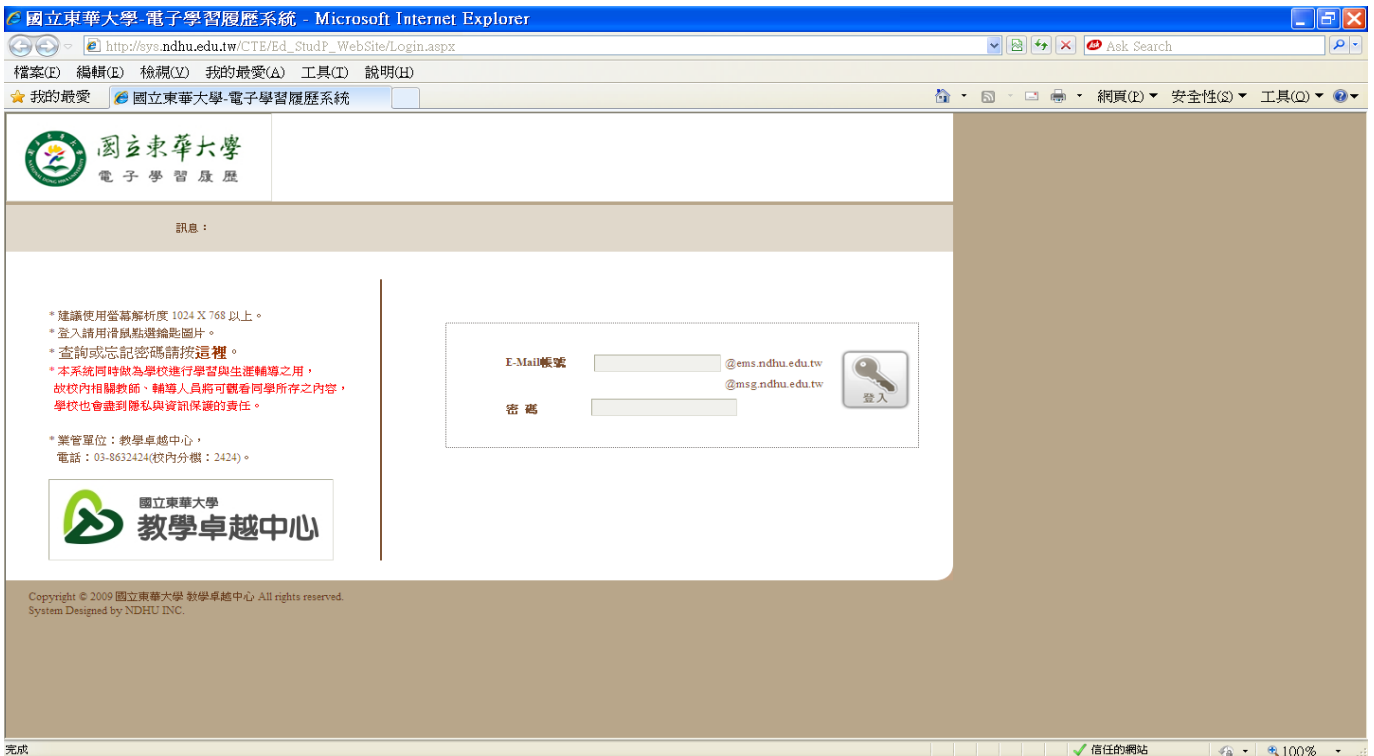 國立東華大學-電子學習履歷系統 - Microsoft Internet Explorer
http://sys.ndhu.edu.tw/CTE/Ed_StudP_WebSite/Login.aspx
Ask Search
檔案(F) 編輯(E) 檢視(V) 我的最愛(A) 工具(T) 說明(H)
我的最愛 國立東華大學-電子學習履歷系統 網頁(P) 安全性(S) 工具(O)
國立東華大學
電子學習履歷
訊息：
* 建議使用螢幕解析度 1024 X 768 以上。
* 登入請用滑鼠點選鑰匙圖片。
* 查詢或忘記密碼請按這裡。
* 本系統同時做為學校進行學習與生涯輔導之用，
故校內相關教師、輔導人員將可觀看同學所存之內容，
學校也會盡到隱私與資訊保護的責任。
* 業管單位：教學卓越中心，
電話：03-8632424(校內分機：2424)。
國立東華大學
教學卓越中心
E-Mail帳號 @ems.ndhu.edu.tw
@msg.ndhu.edu.tw
密 碼
登入
Copyright © 2009 國立東華大學 教學卓越中心 All rights reserved.
System Designed by NDHU INC.
完成 信任的網站 100%